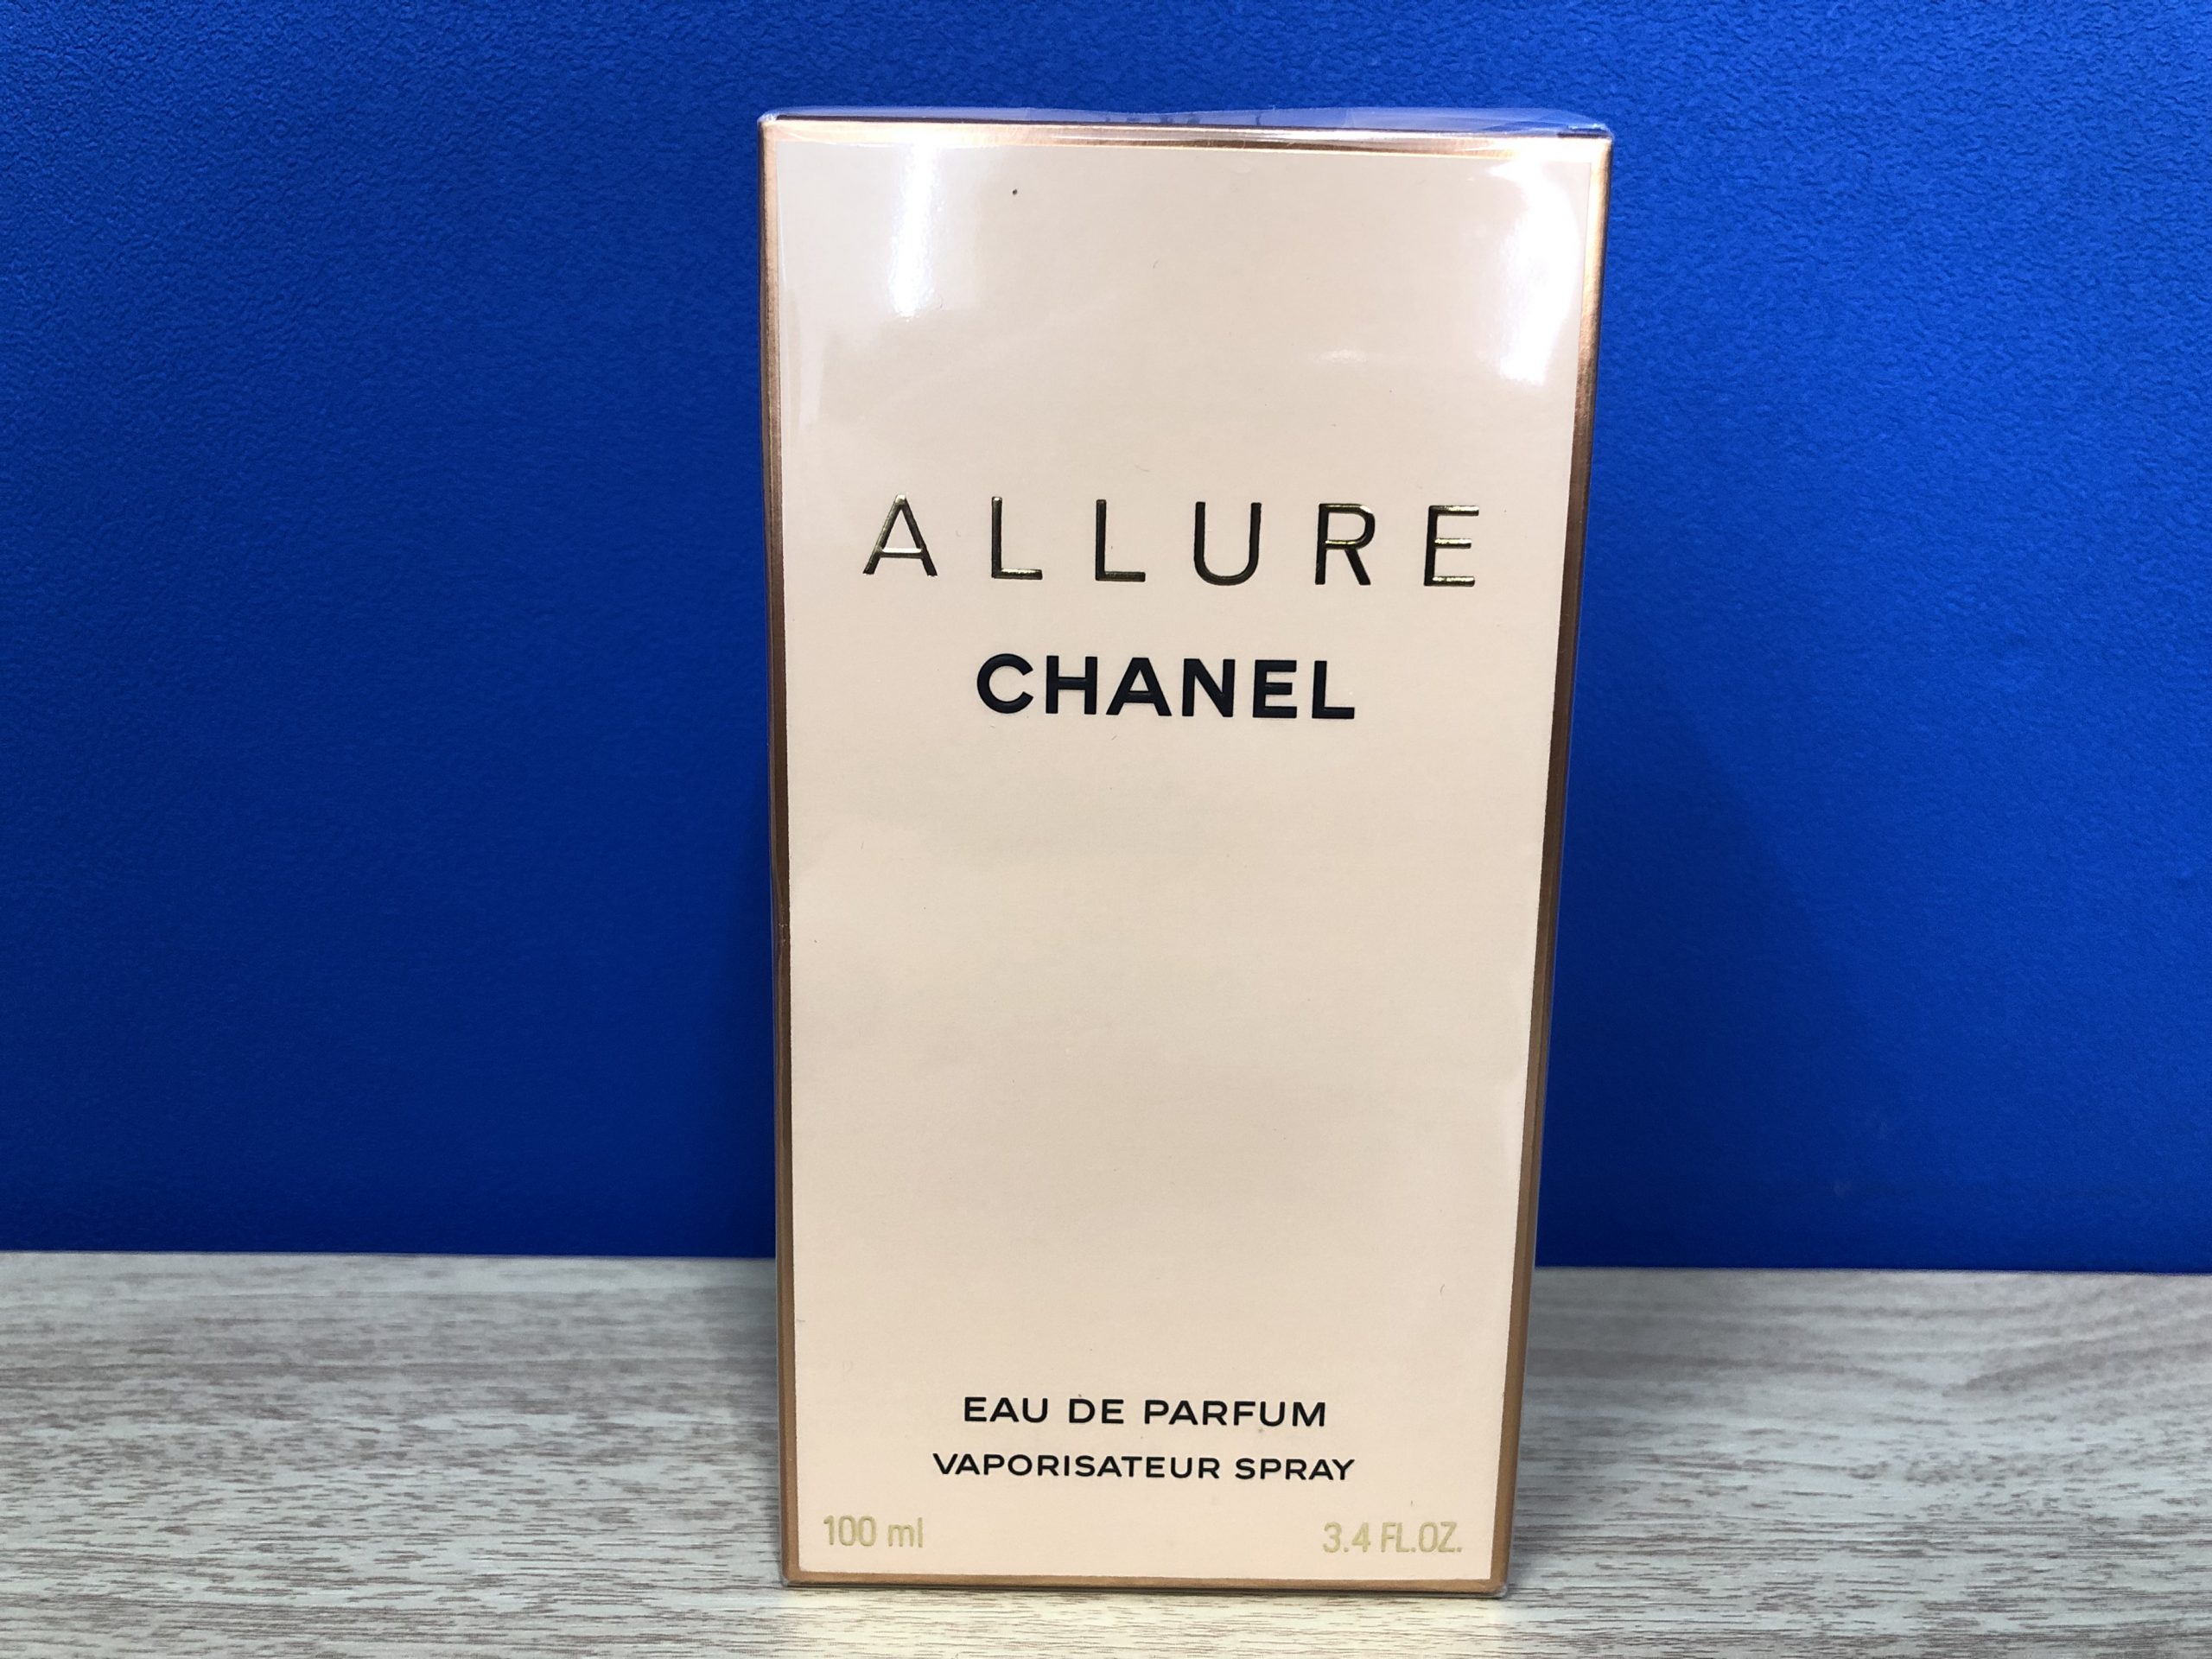 ALLURE
CHANEL
EAU DE PARFUM
VAPORISATEUR SPRAY
100 ml 3.4 FL.OZ.